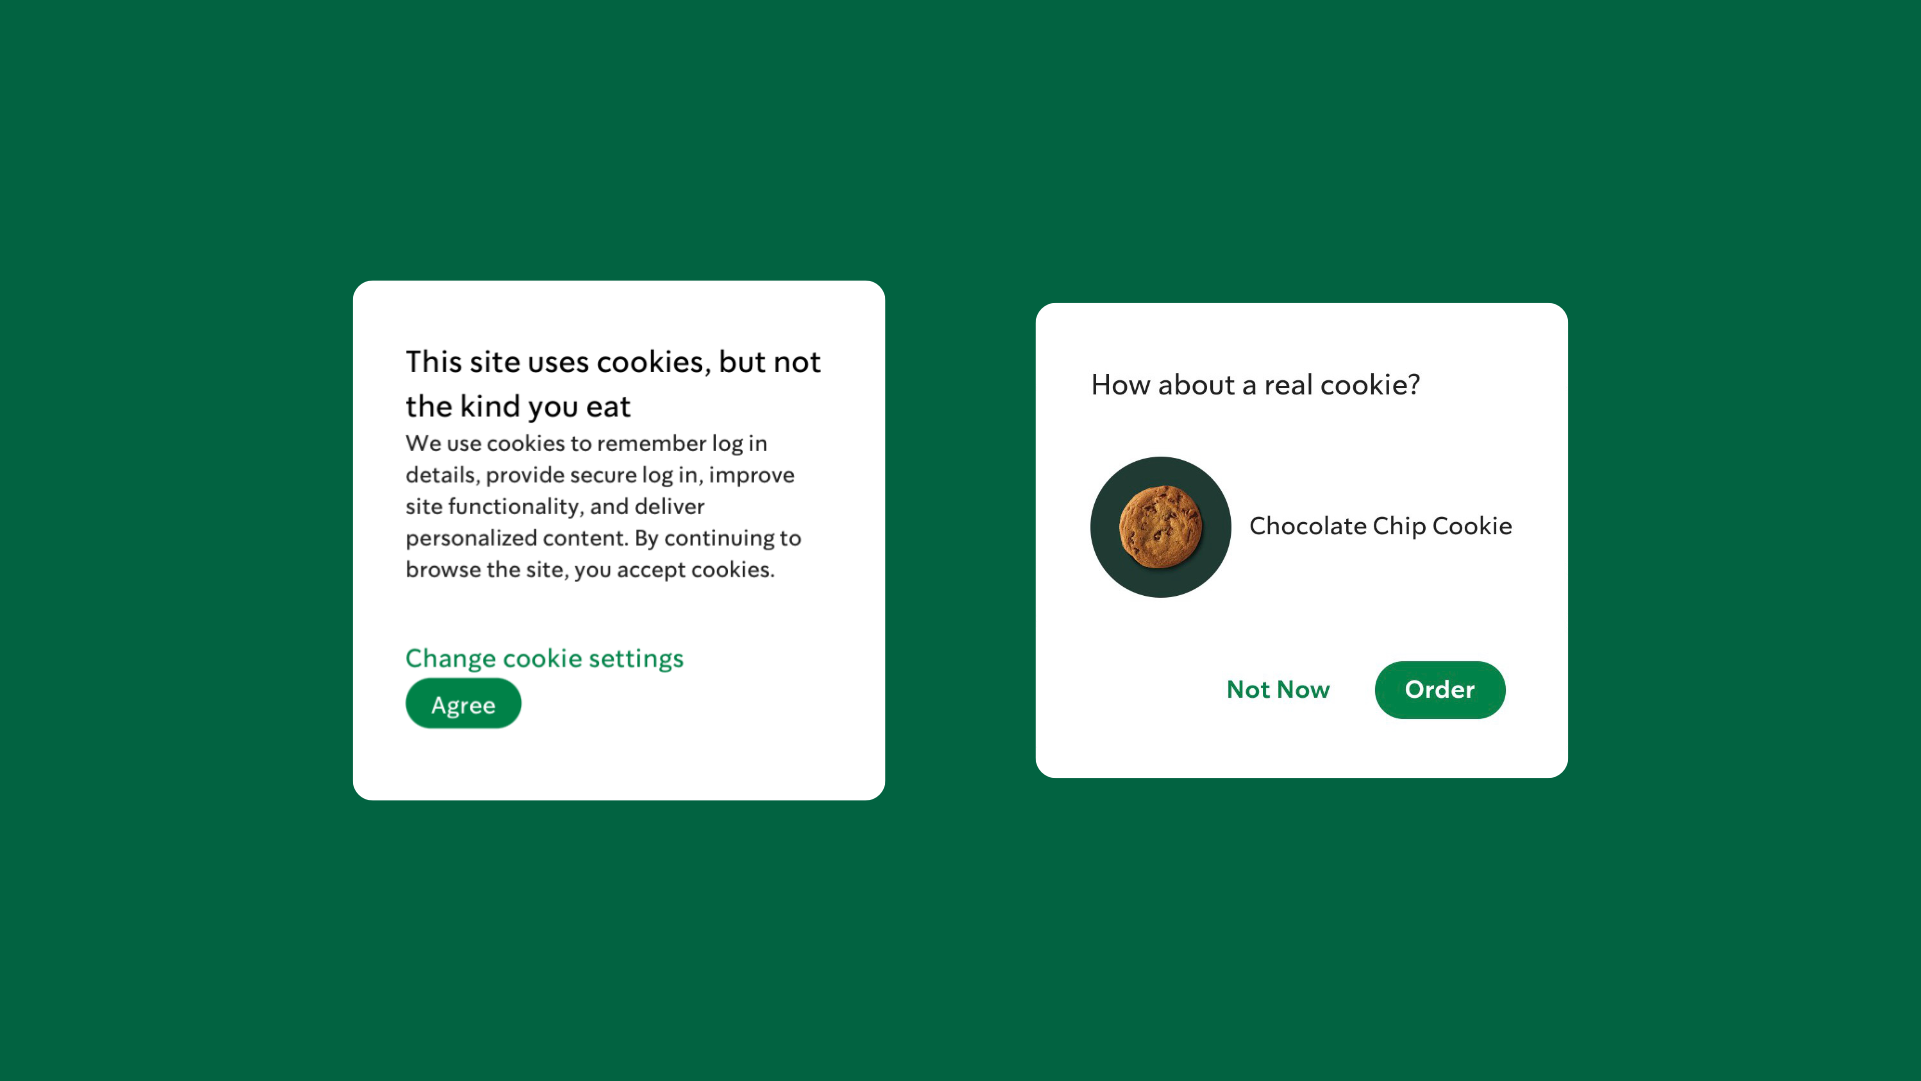 This site uses cookies, but not
the kind you eat
We use cookies to remember log in
details, provide secure log in, improve
site functionality, and deliver
personalized content. By continuing to
browse the site, you accept cookies.
Change cookie settings
Agree
How about a real cookie?
Chocolate Chip Cookie
Not Now
Order